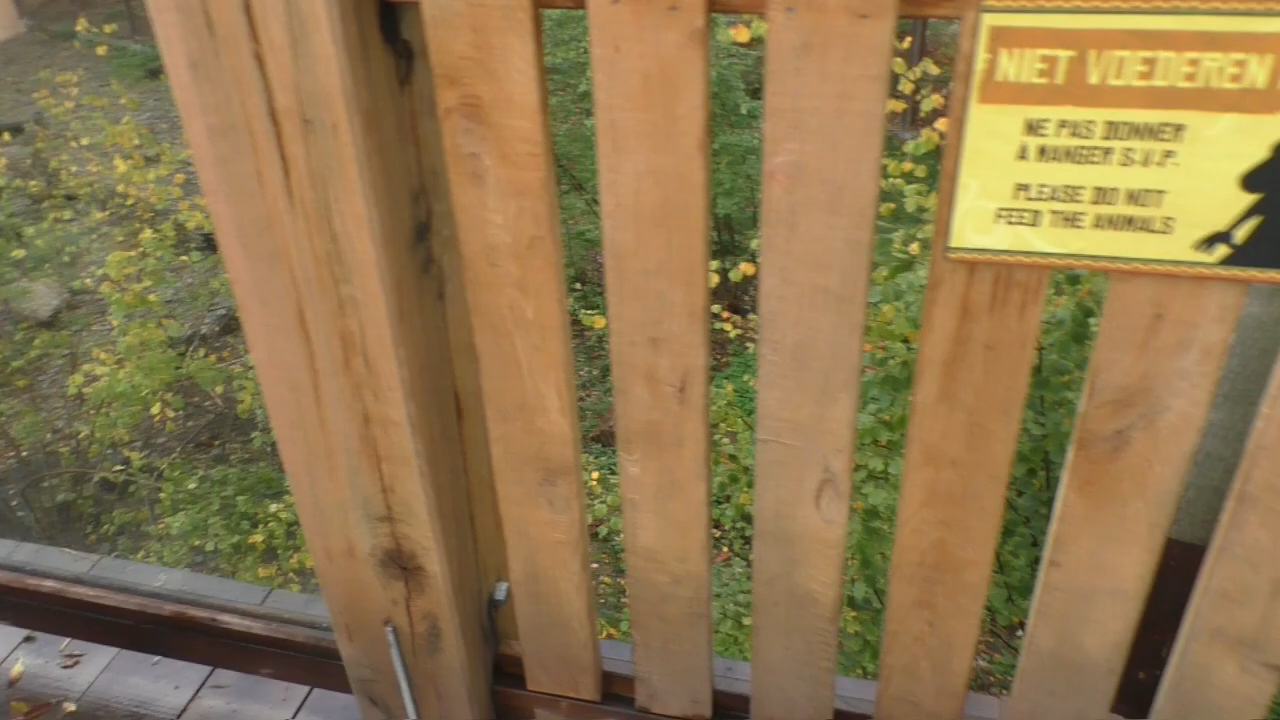 NIET VOEDEREN
NE PAS DONNER
A MANGER S.V.P.
PLEASE DO NOT
FEED THE ANIMALS